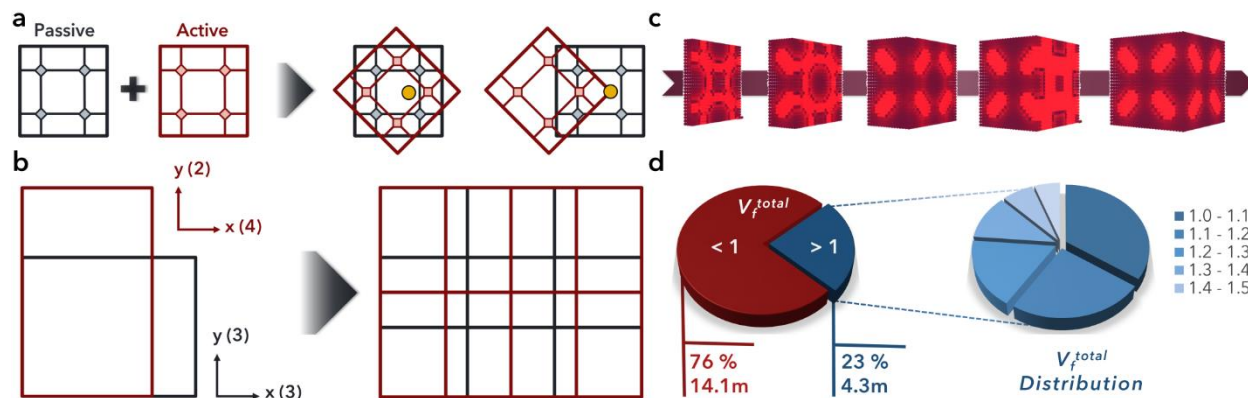 a
Passive
Active
b
y (2)
x (4)
y (3)
x (3)
c
d
V_f^total
< 1
> 1
76 %
14.1m
23 %
4.3m
V_f^total
Distribution
1.0 - 1.1
1.1 - 1.2
1.2 - 1.3
1.3 - 1.4
1.4 - 1.5